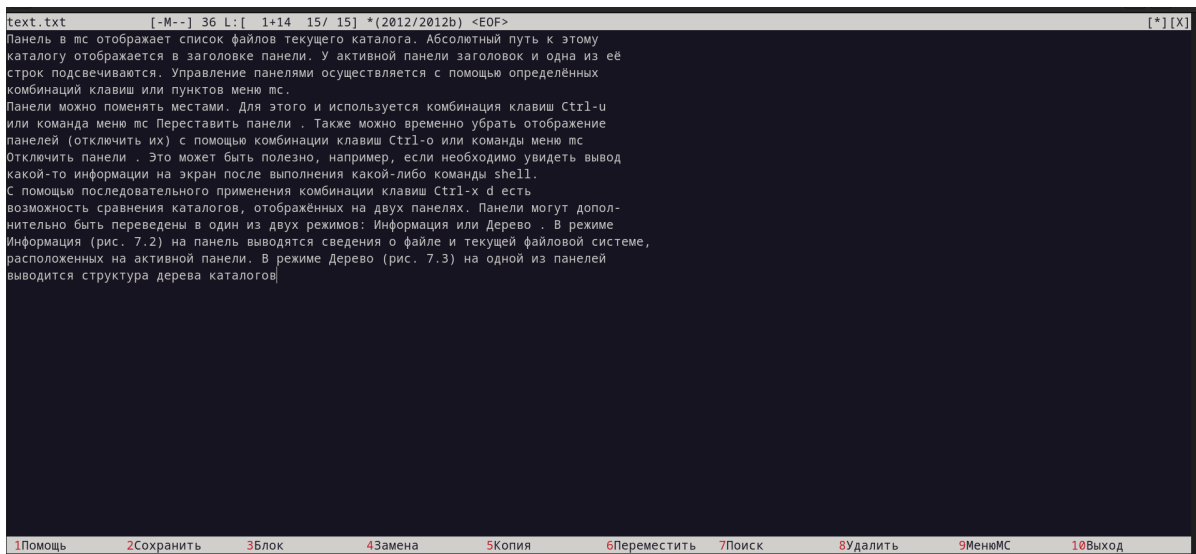 text.txt [-M--] 36 L:[ 1+14 15/ 15] *(2012/2012b) <EOF> [*][X]
Панель в mc отображает список файлов текущего каталога. Абсолютный путь к этому
каталогу отображается в заголовке панели. У активной панели заголовок и одна из её
строк подсвечиваются. Управление панелями осуществляется с помощью определённых
комбинаций клавиш или пунктов меню mc.
Панели можно поменять местами. Для этого и используется комбинация клавиш Ctrl-u
или команда меню mc Переставить панели . Также можно временно убрать отображение
панелей (отключить их) с помощью комбинации клавиш Ctrl-o или команды меню mc
Отключить панели . Это может быть полезно, например, если необходимо увидеть вывод
какой-то информации на экран после выполнения какой-либо команды shell.
С помощью последовательного применения комбинации клавиш Ctrl-x d есть
возможность сравнения каталогов, отображённых на двух панелях. Панели могут допол-
нительно быть переведены в один из двух режимов: Информация или Дерево . В режиме
Информация (рис. 7.2) на панель выводятся сведения о файле и текущей файловой системе,
расположенных на активной панели. В режиме Дерево (рис. 7.3) на одной из панелей
выводится структура дерева каталогов
1Помощь 2Сохранить 3Блок 4Замена 5Копия 6Переместить 7Поиск 8Удалить 9МенюМС 10Выход